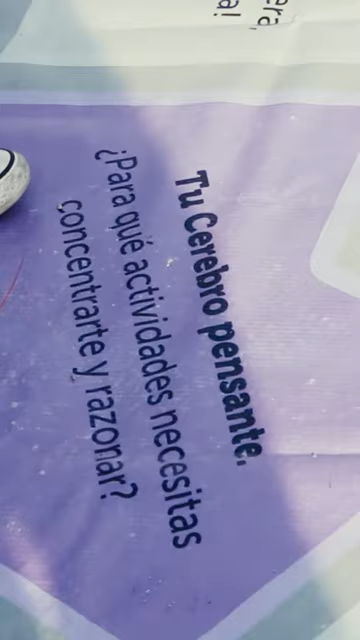 Tu Cerebro pensante.
¿Para qué actividades necesitas
concentrarte y razonar?